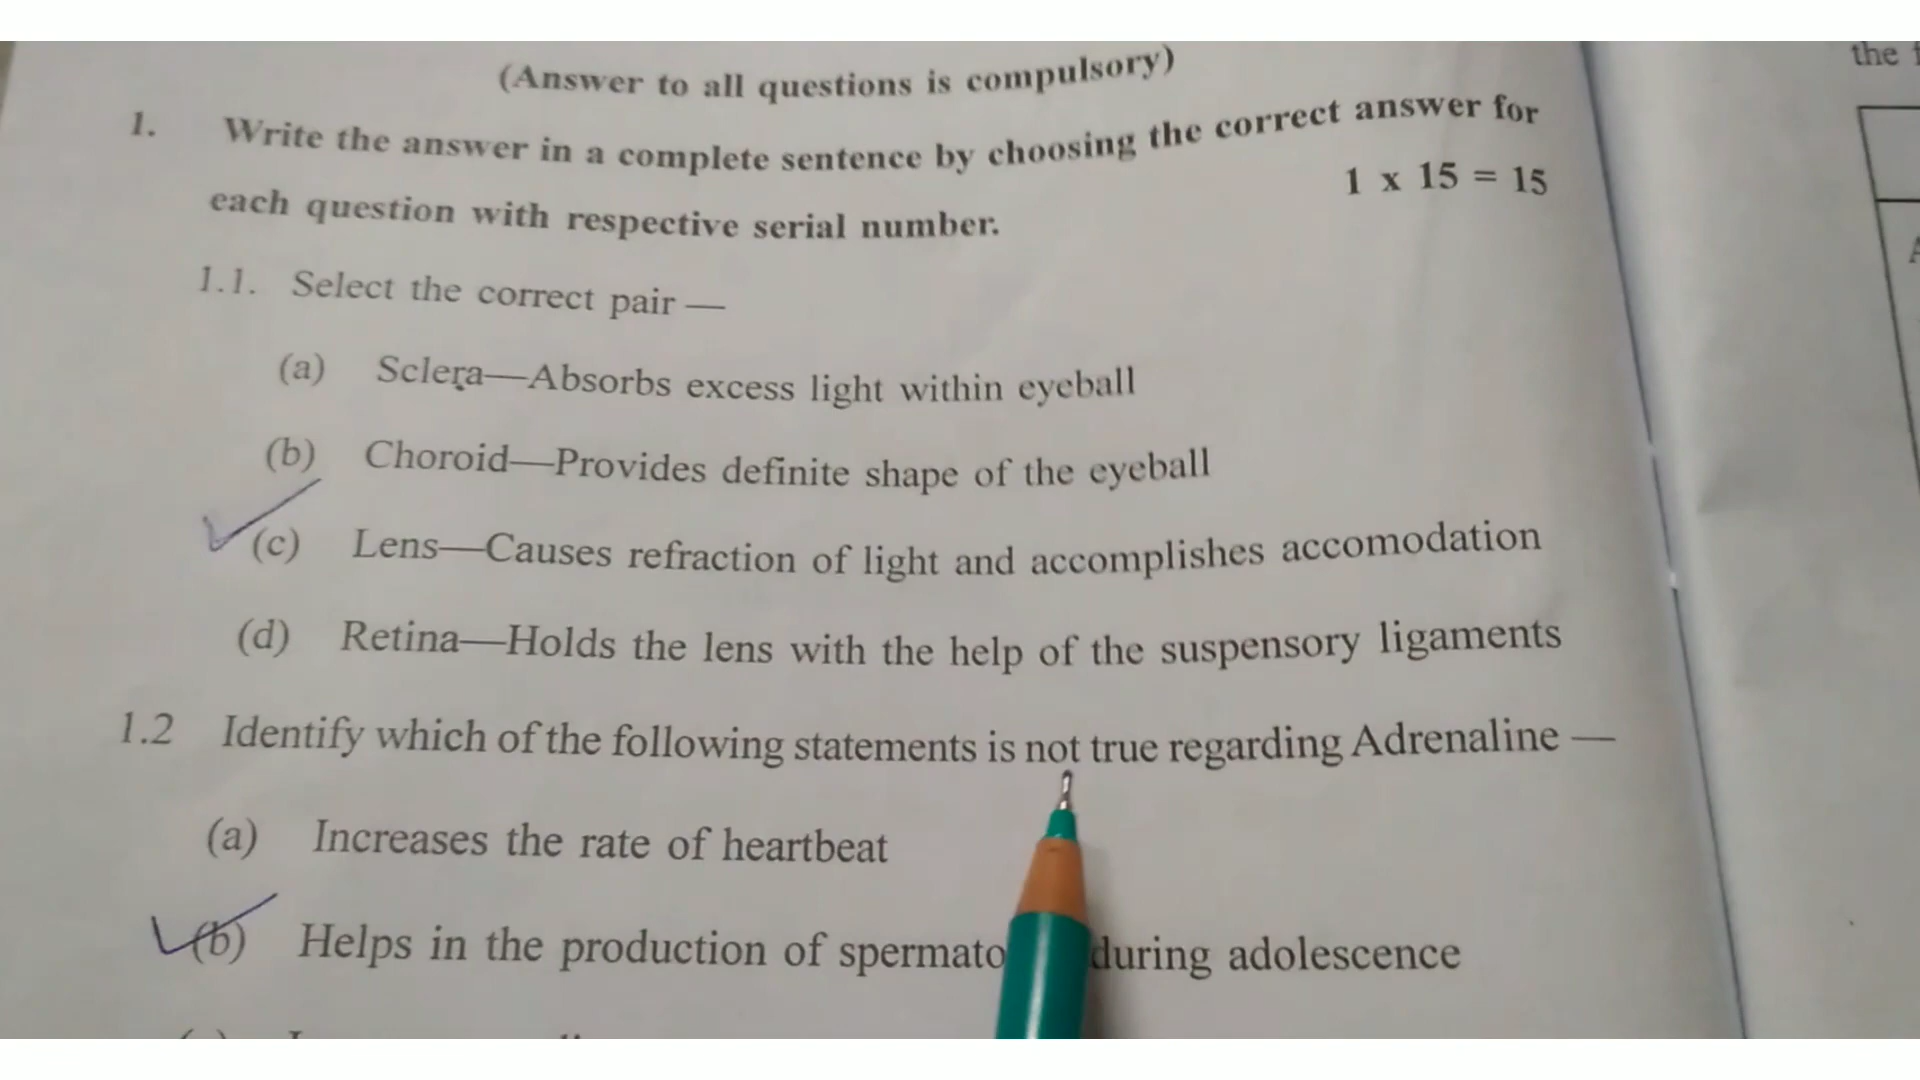 (Answer to all questions is compulsory)
1. Write the answer in a complete sentence by choosing the correct answer for
each question with respective serial number. 1 x 15 = 15
1.1. Select the correct pair —
(a) Sclera—Absorbs excess light within eyeball
(b) Choroid—Provides definite shape of the eyeball
(c) Lens—Causes refraction of light and accomplishes accomodation
(d) Retina—Holds the lens with the help of the suspensory ligaments
1.2 Identify which of the following statements is not true regarding Adrenaline —
(a) Increases the rate of heartbeat
(b) Helps in the production of spermato during adolescence
the